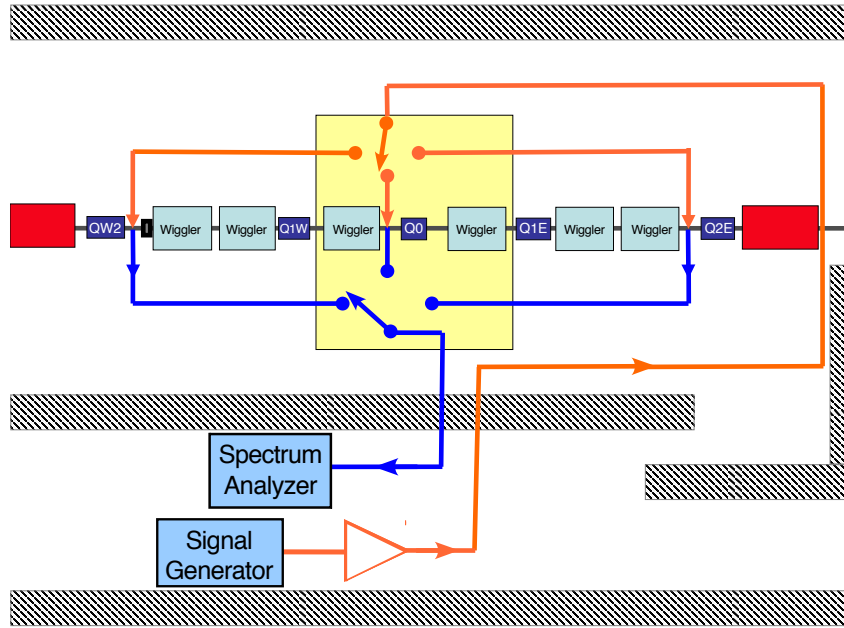 QW2
I
Wiggler
Wiggler
Q1W
Wiggler
Q0
Wiggler
Q1E
Wiggler
Wiggler
Q2E
Spectrum
Analyzer
Signal
Generator